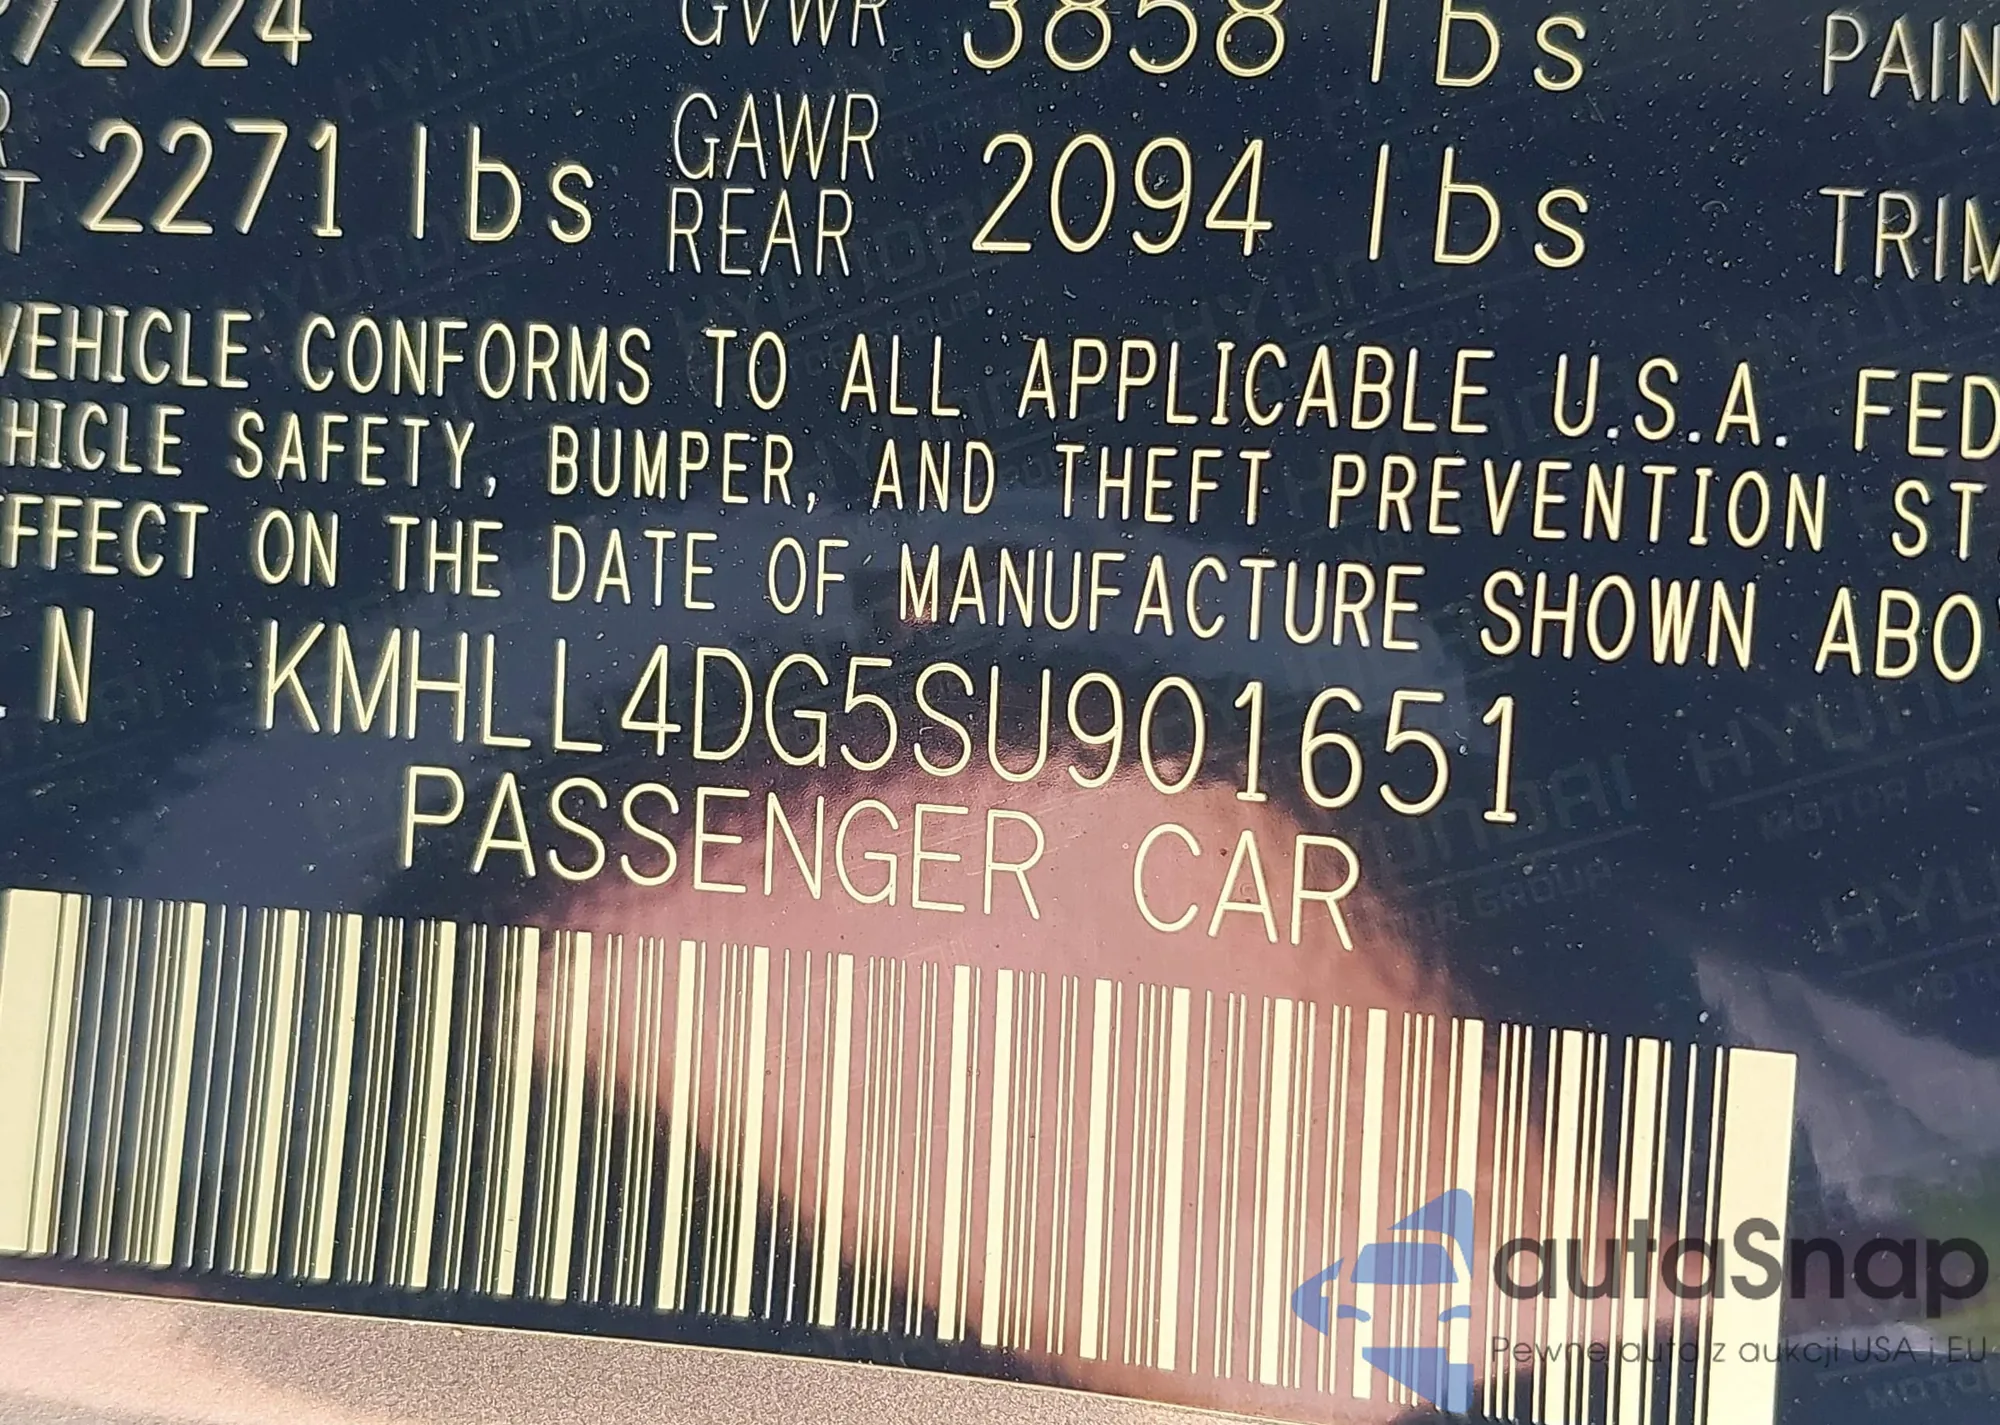 /2024 GVWR 3858 lbs PAIN
2271 lbs GAWR REAR 2094 lbs TRIM
VEHICLE CONFORMS TO ALL APPLICABLE U.S.A. FED
HICLE SAFETY, BUMPER, AND THEFT PREVENTION ST
FFECT ON THE DATE OF MANUFACTURE SHOWN ABO
.N KMHLL4DG5SU901651
PASSENGER CAR
autaSnap
Pewne auto z aukcji USA i EU